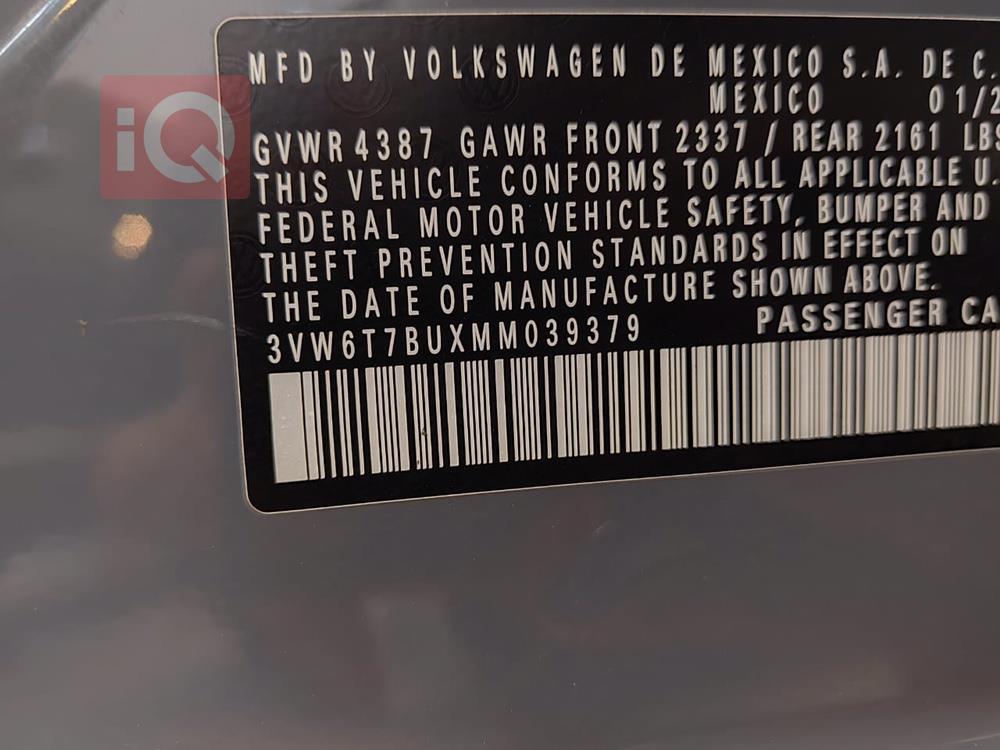 iQ
MFD BY VOLKSWAGEN DE MEXICO S.A. DE C.
MEXICO 01/2
GVWR 4387 GAWR FRONT 2337 / REAR 2161 LBS
THIS VEHICLE CONFORMS TO ALL APPLICABLE U.
FEDERAL MOTOR VEHICLE SAFETY, BUMPER AND
THEFT PREVENTION STANDARDS IN EFFECT ON
THE DATE OF MANUFACTURE SHOWN ABOVE.
3VW6T7BUXMM039379 PASSENGER CA